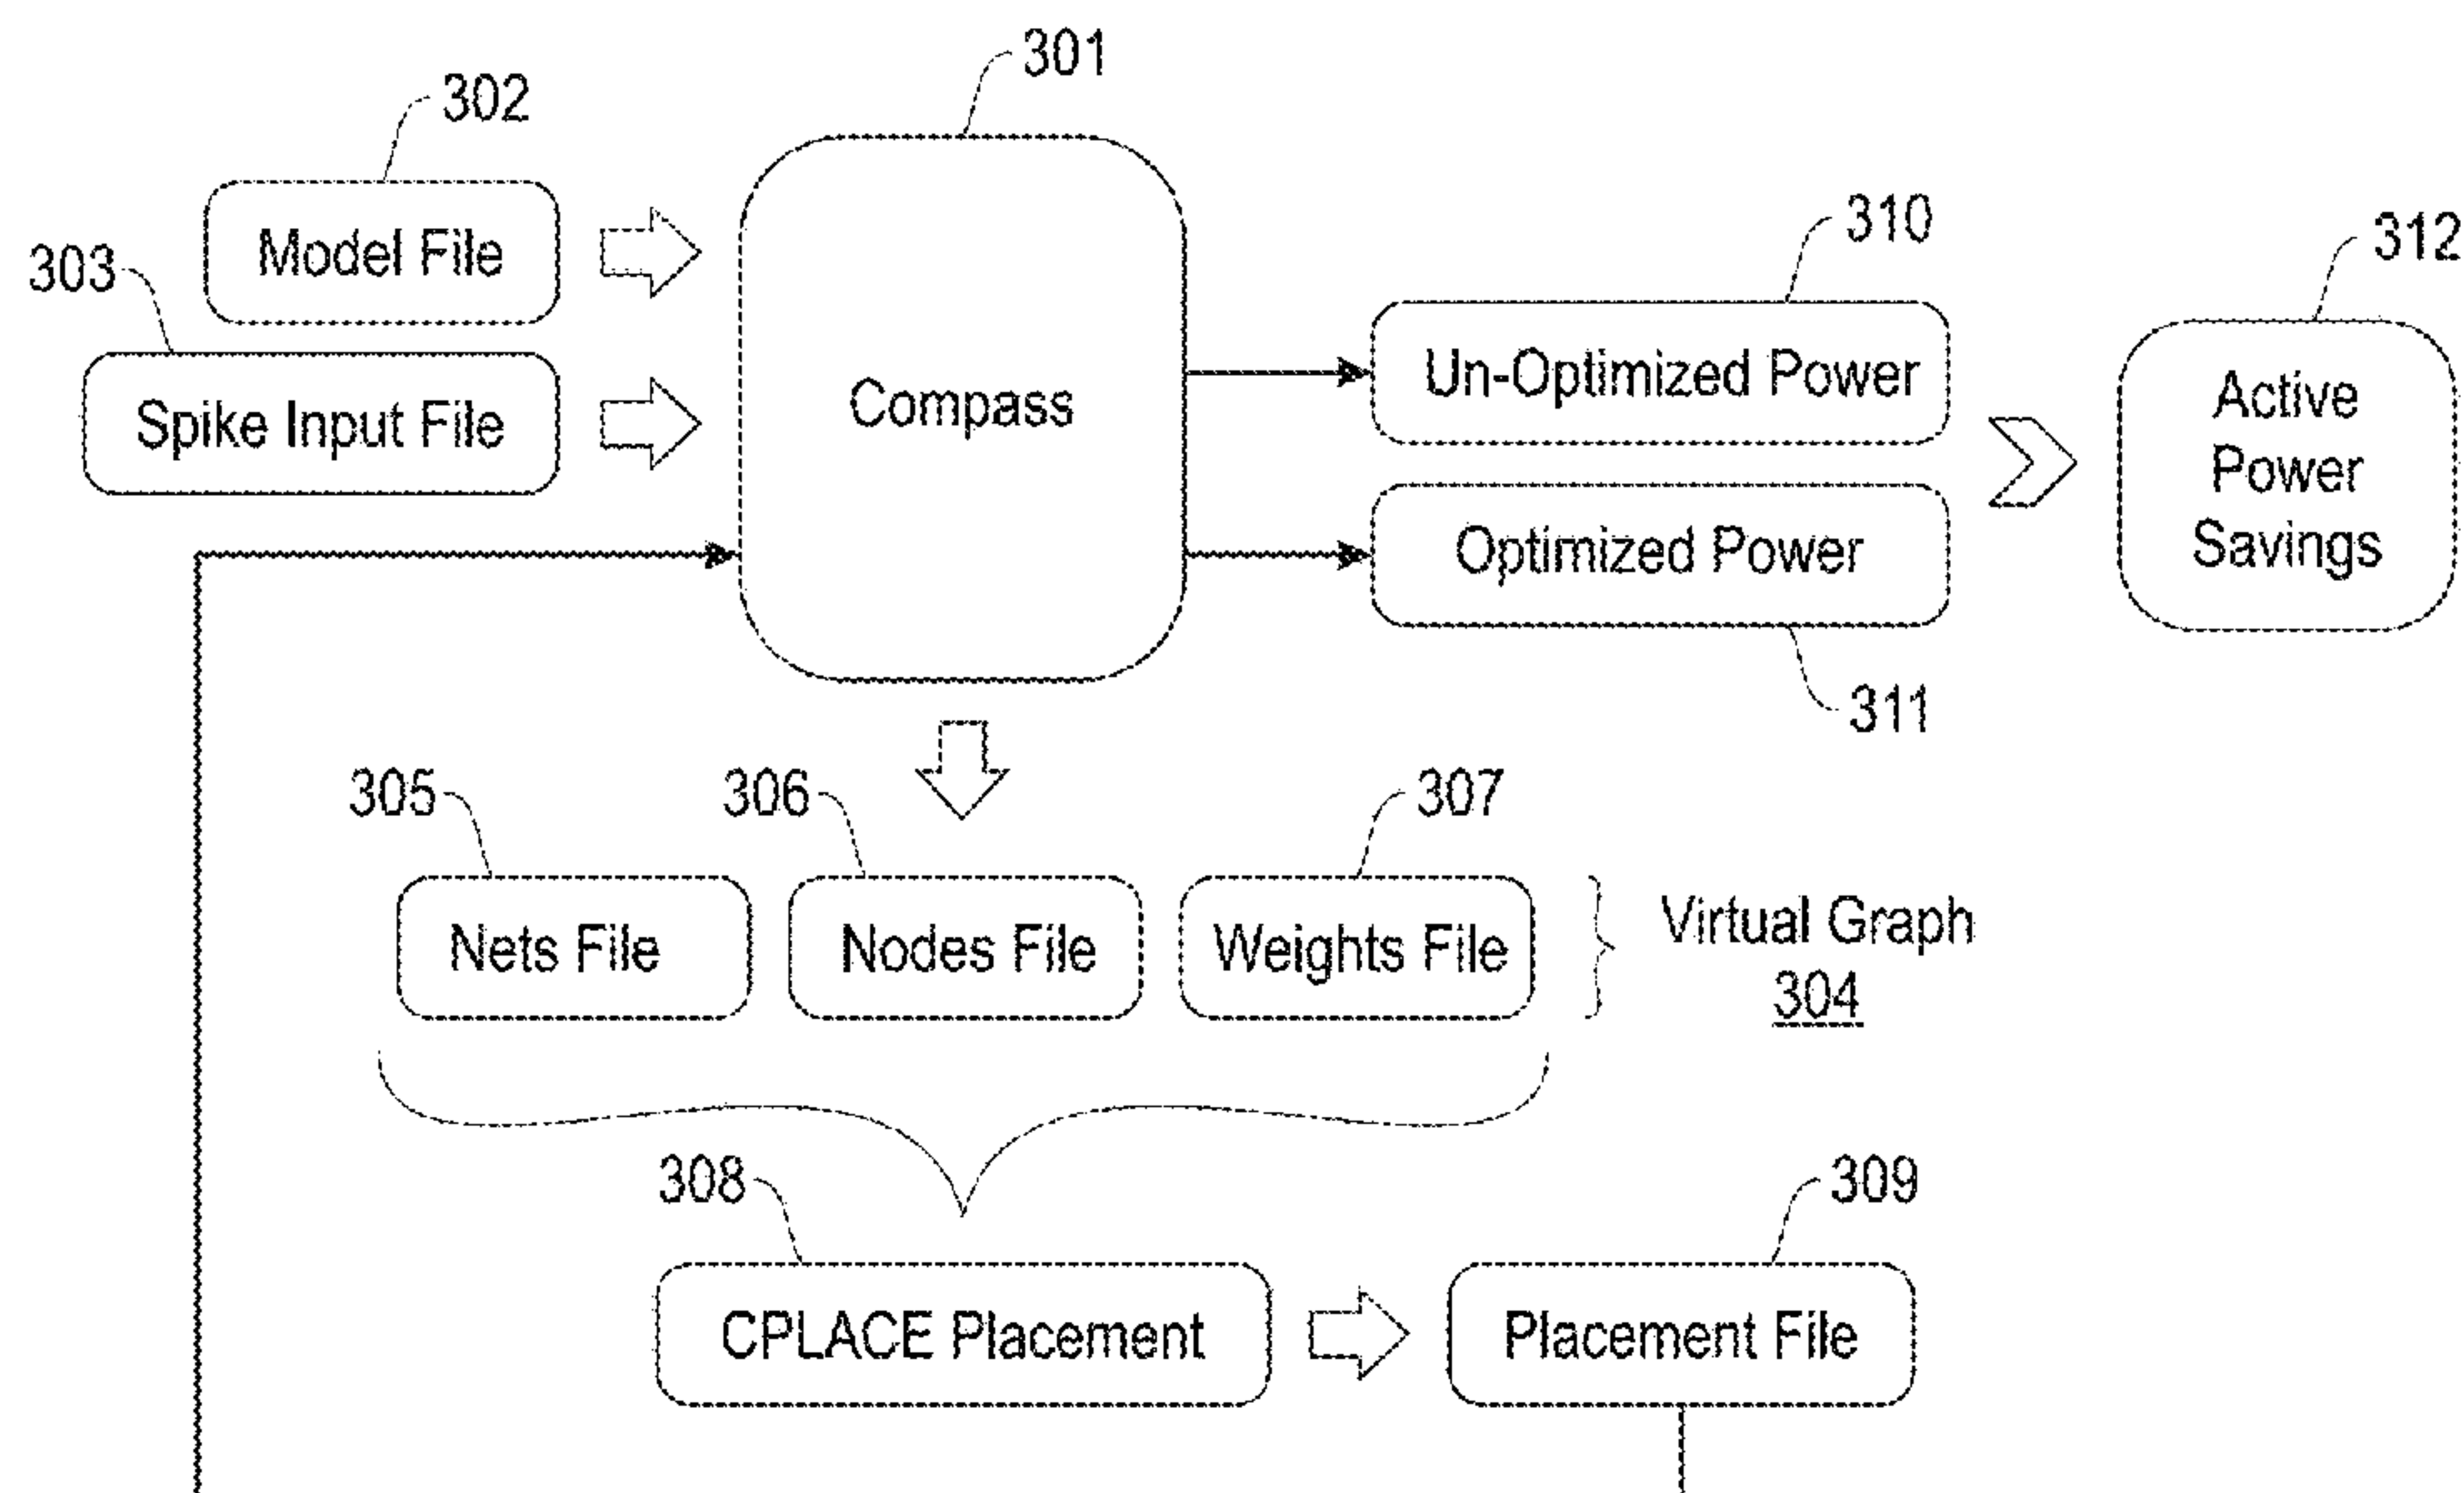 301
302
Model File
303
Spike Input File
Compass
310
Un-Optimized Power
312
Active
Power
Savings
Optimized Power
311
305
306
307
Nets File
Nodes File
Weights File
Virtual Graph
304
308
309
CPLACE Placement
Placement File